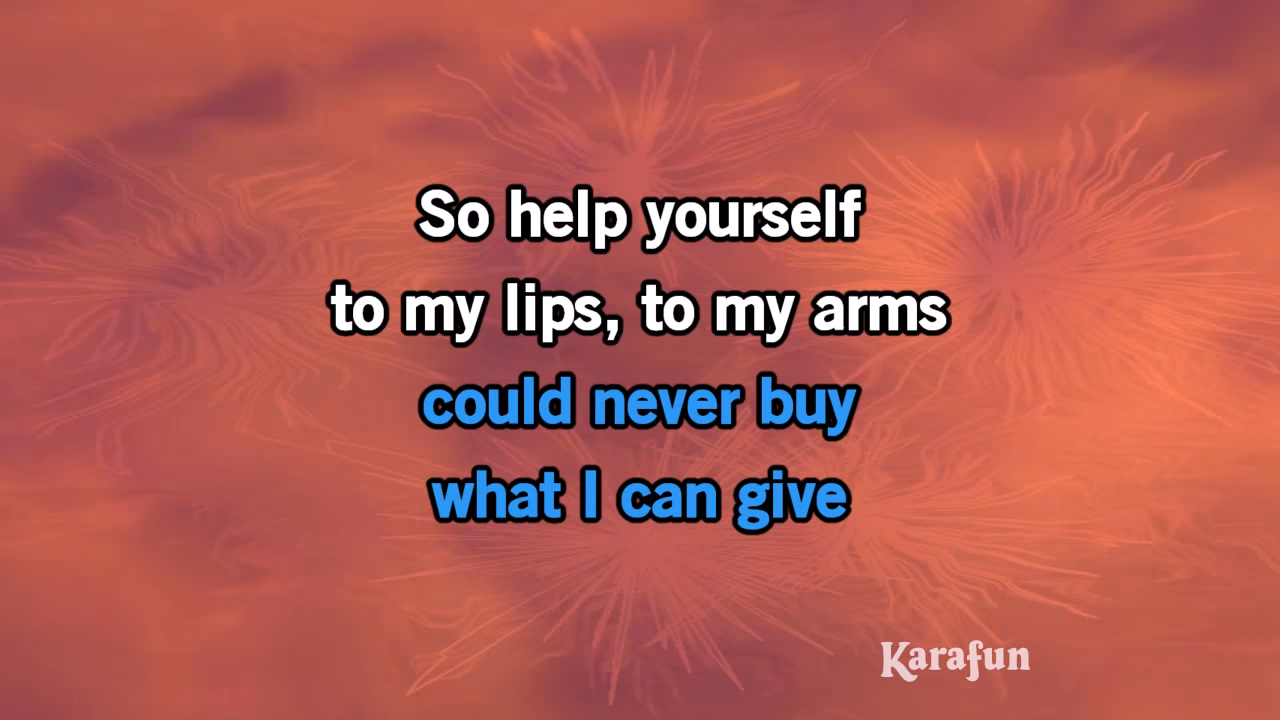 So help yourself
to my lips, to my arms
could never buy
what I can give
Karafun